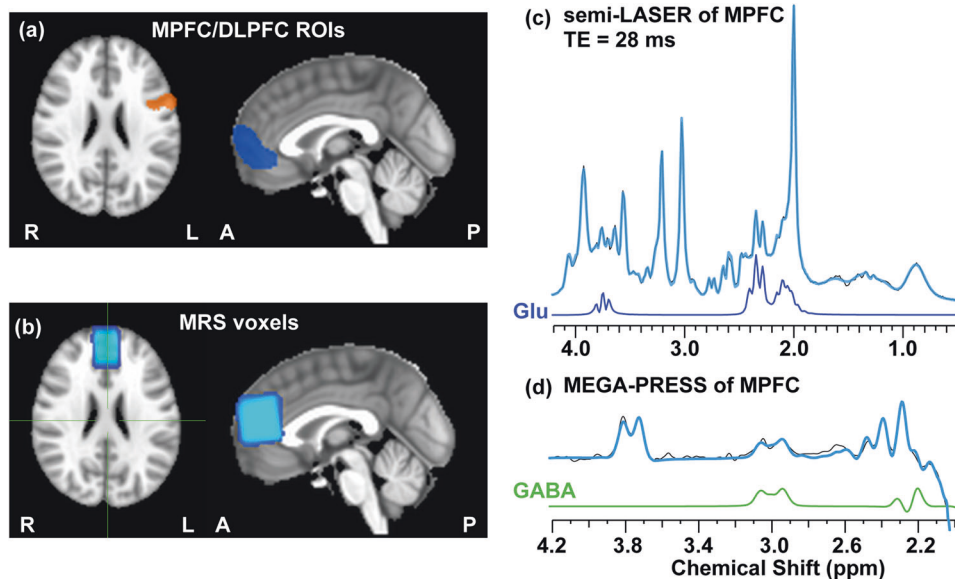 (a) MPFC/DLPFC ROIs
R L A P
(b) MRS voxels
R L A P
(c) semi-LASER of MPFC
TE = 28 ms
Glu
4.0 3.0 2.0 1.0
(d) MEGA-PRESS of MPFC
GABA
4.2 3.8 3.4 3.0 2.6 2.2
Chemical Shift (ppm)